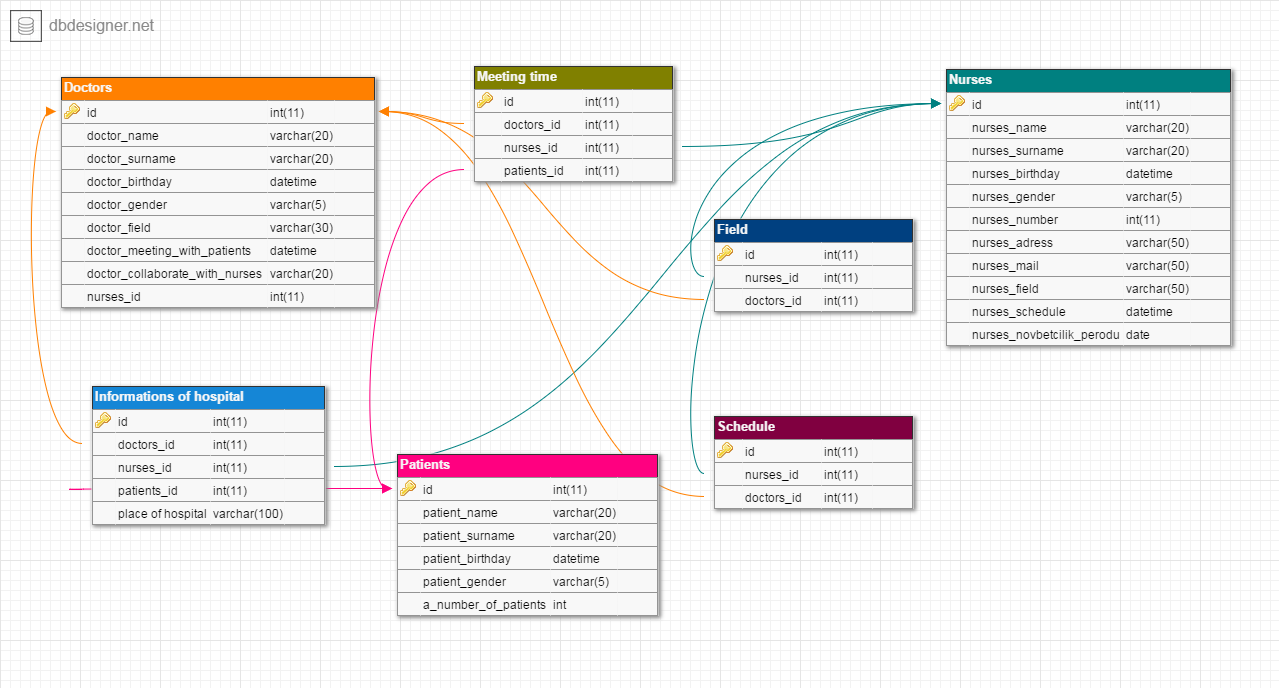 dbdesigner.net
Doctors
id int(11)
doctor_name varchar(20)
doctor_surname varchar(20)
doctor_birthday datetime
doctor_gender varchar(5)
doctor_field varchar(30)
doctor_meeting_with_patients datetime
doctor_collaborate_with_nurses varchar(20)
nurses_id int(11)
Meeting time
id int(11)
doctors_id int(11)
nurses_id int(11)
patients_id int(11)
Nurses
id int(11)
nurses_name varchar(20)
nurses_surname varchar(20)
nurses_birthday datetime
nurses_gender varchar(5)
nurses_number int(11)
nurses_adress varchar(50)
nurses_mail varchar(50)
nurses_field varchar(50)
nurses_schedule datetime
nurses_novbetcilik_perodu date
Field
id int(11)
nurses_id int(11)
doctors_id int(11)
Informations of hospital
id int(11)
doctors_id int(11)
nurses_id int(11)
patients_id int(11)
place of hospital varchar(100)
Patients
id int(11)
patient_name varchar(20)
patient_surname varchar(20)
patient_birthday datetime
patient_gender varchar(5)
a_number_of_patients int
Schedule
id int(11)
nurses_id int(11)
doctors_id int(11)